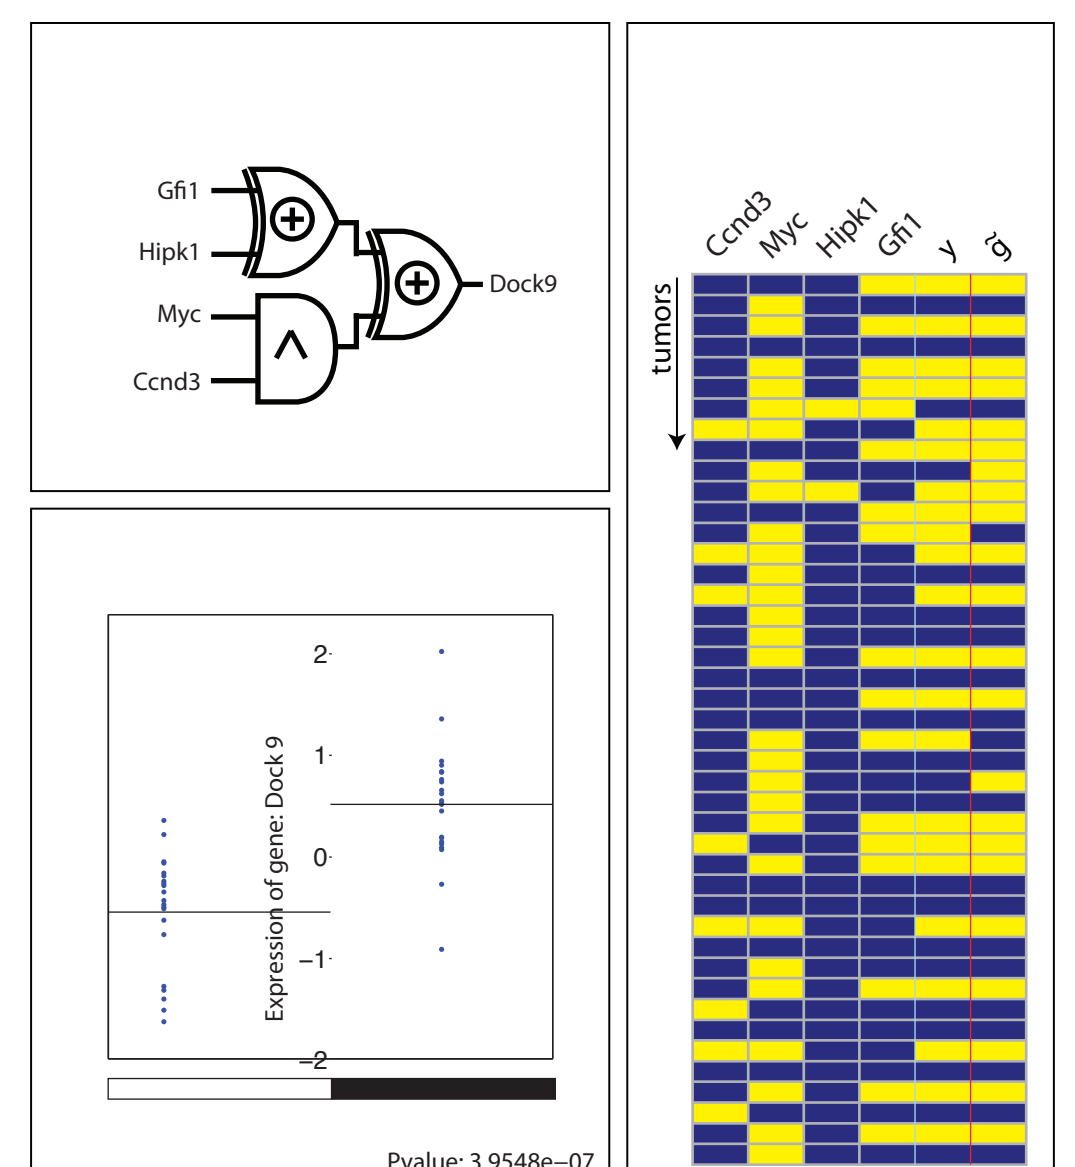 Gfi1
Hipk1
Myc
Ccnd3
Dock9
Ccnd3
Myc
Hipk1
Gfi1
y
g̃
tumors
Expression of gene: Dock 9
2
1
0
−1
−2
Pvalue: 3.9548e−07